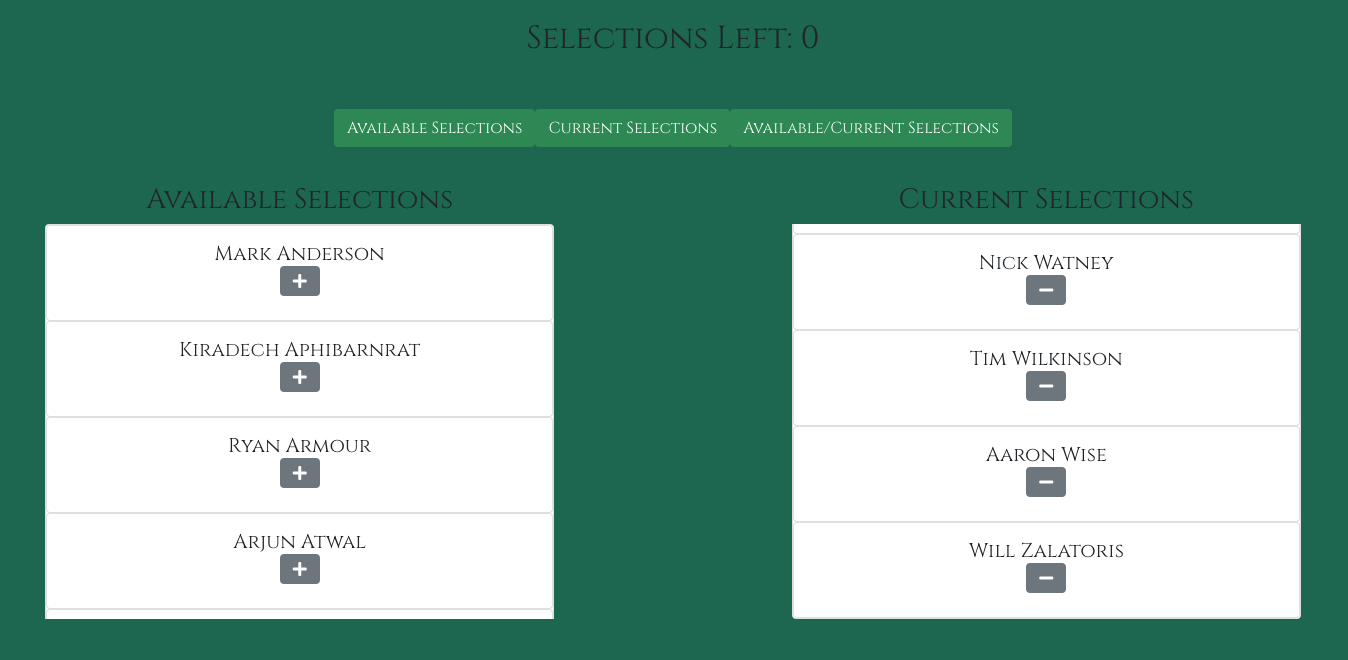 Selections Left: 0
Available Selections
Current Selections
Available/Current Selections
Available Selections
Mark Anderson
Kiradech Aphibarnrat
Ryan Armour
Arjun Atwal
Current Selections
Nick Watney
Tim Wilkinson
Aaron Wise
Will Zalatoris